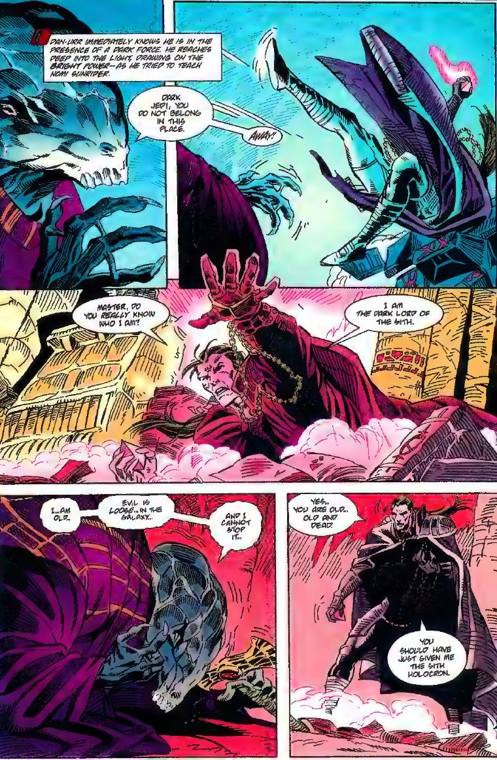 ODAN-URR IMMEDIATELY KNOWS HE IS IN THE
PRESENCE OF A DARK FORCE. HE REACHES
DEEP INTO THE LIGHT, DRAWING ON THE
BRIGHT POWER--AS HE TRIED TO TEACH
NOMI SUNRIDER.
DARK
JEDI, YOU
DO NOT BELONG
IN THIS
PLACE.
AWAY!
MASTER, DO
YOU REALLY KNOW
WHO I AM?
I AM
THE DARK LORD OF
THE SITH.
I...AM
OLD..
EVIL IS
LOOSE...IN THE
GALAXY..
AND I
CANNOT
STOP
IT...
YES..
YOU ARE OLD..
OLD AND
DEAD.
YOU
SHOULD HAVE
JUST GIVEN ME
THE SITH
HOLOCRON.